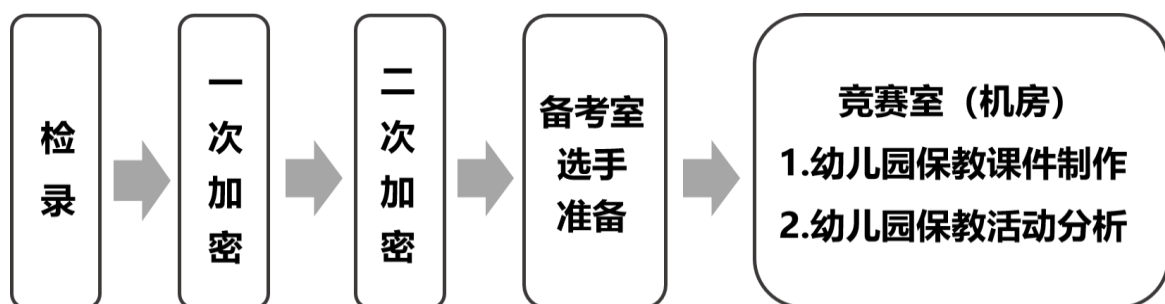 检录
一次加密
二次加密
备考室
选手
准备
竞赛室（机房）
1.幼儿园保教课件制作
2.幼儿园保教活动分析